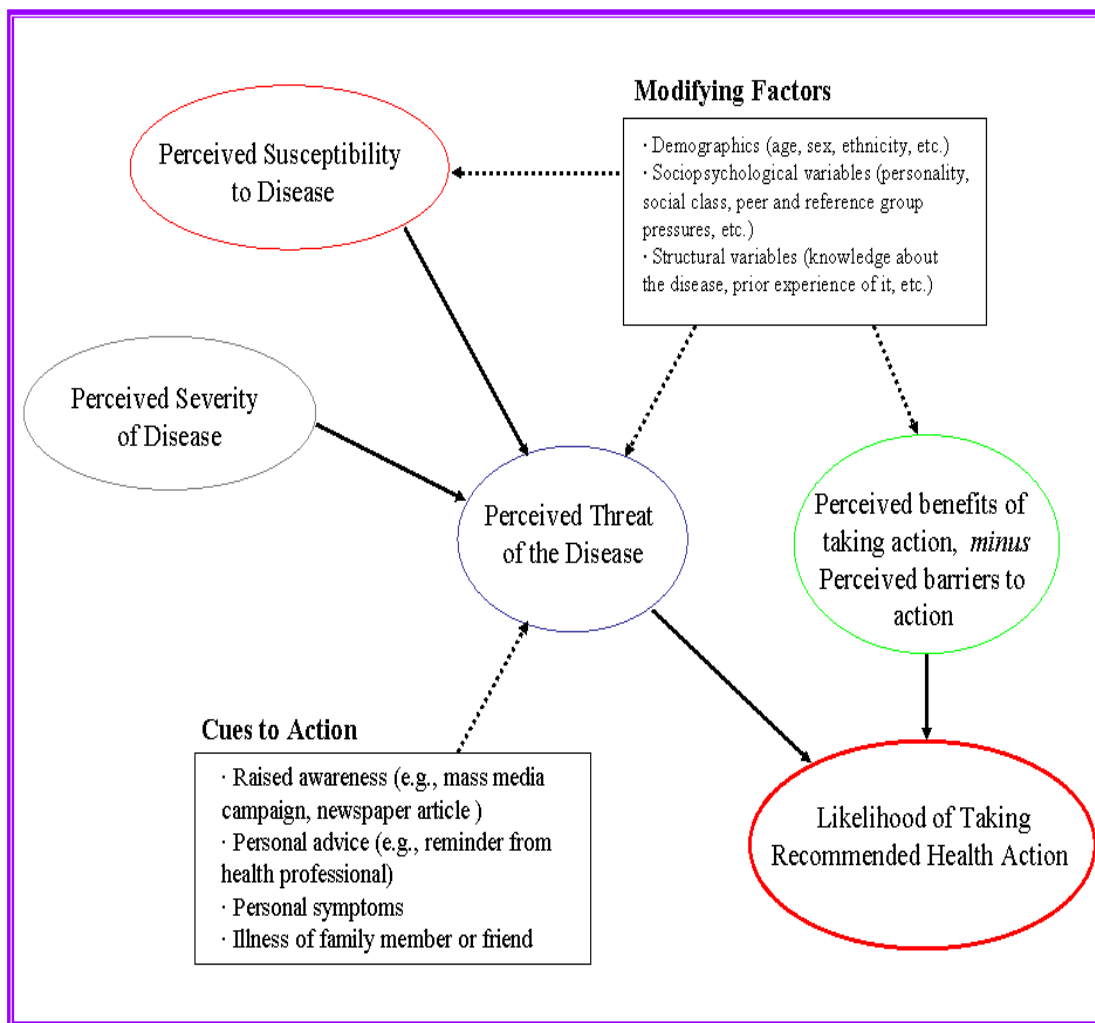 Modifying Factors
· Demographics (age, sex, ethnicity, etc.)
· Sociopsychological variables (personality,
social class, peer and reference group
pressures, etc.)
· Structural variables (knowledge about
the disease, prior experience of it, etc.)
Perceived Susceptibility
to Disease
Perceived Severity
of Disease
Perceived Threat
of the Disease
Perceived benefits of
taking action, minus
Perceived barriers to
action
Cues to Action
· Raised awareness (e.g., mass media
campaign, newspaper article )
· Personal advice (e.g., reminder from
health professional)
· Personal symptoms
· Illness of family member or friend
Likelihood of Taking
Recommended Health Action